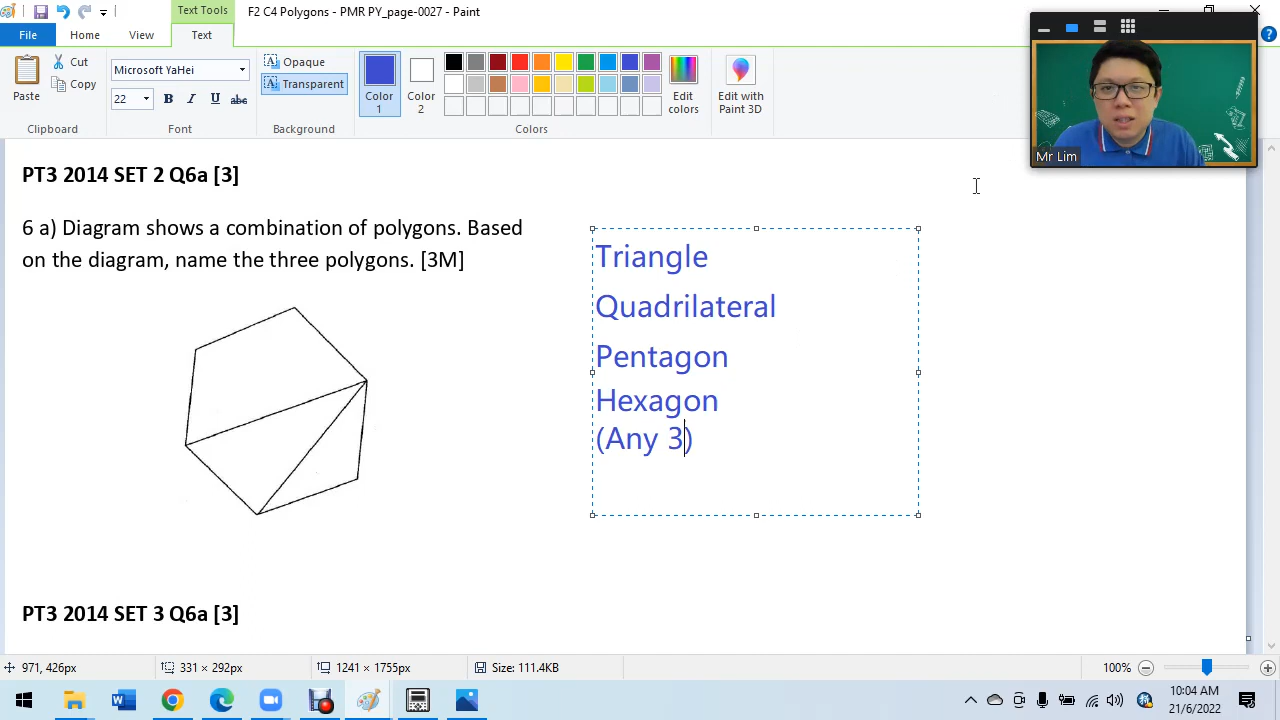 F2 C4 Polygons - PMR PY_page-0027 - Paint
Text Tools
File
Home
View
Text
Paste
Cut
Copy
Clipboard
Microsoft YaHei
22
B I U abc
Font
Opaque
Transparent
Background
Color 1
Color 2
Edit colors
Edit with Paint 3D
Colors
Mr Lim
PT3 2014 SET 2 Q6a [3]
6 a) Diagram shows a combination of polygons. Based
on the diagram, name the three polygons. [3M]
Triangle
Quadrilateral
Pentagon
Hexagon
(Any 3)
PT3 2014 SET 3 Q6a [3]
971, 426px
331 × 292px
1241 × 1755px
Size: 111.4KB
100%
10:04 AM
21/6/2022